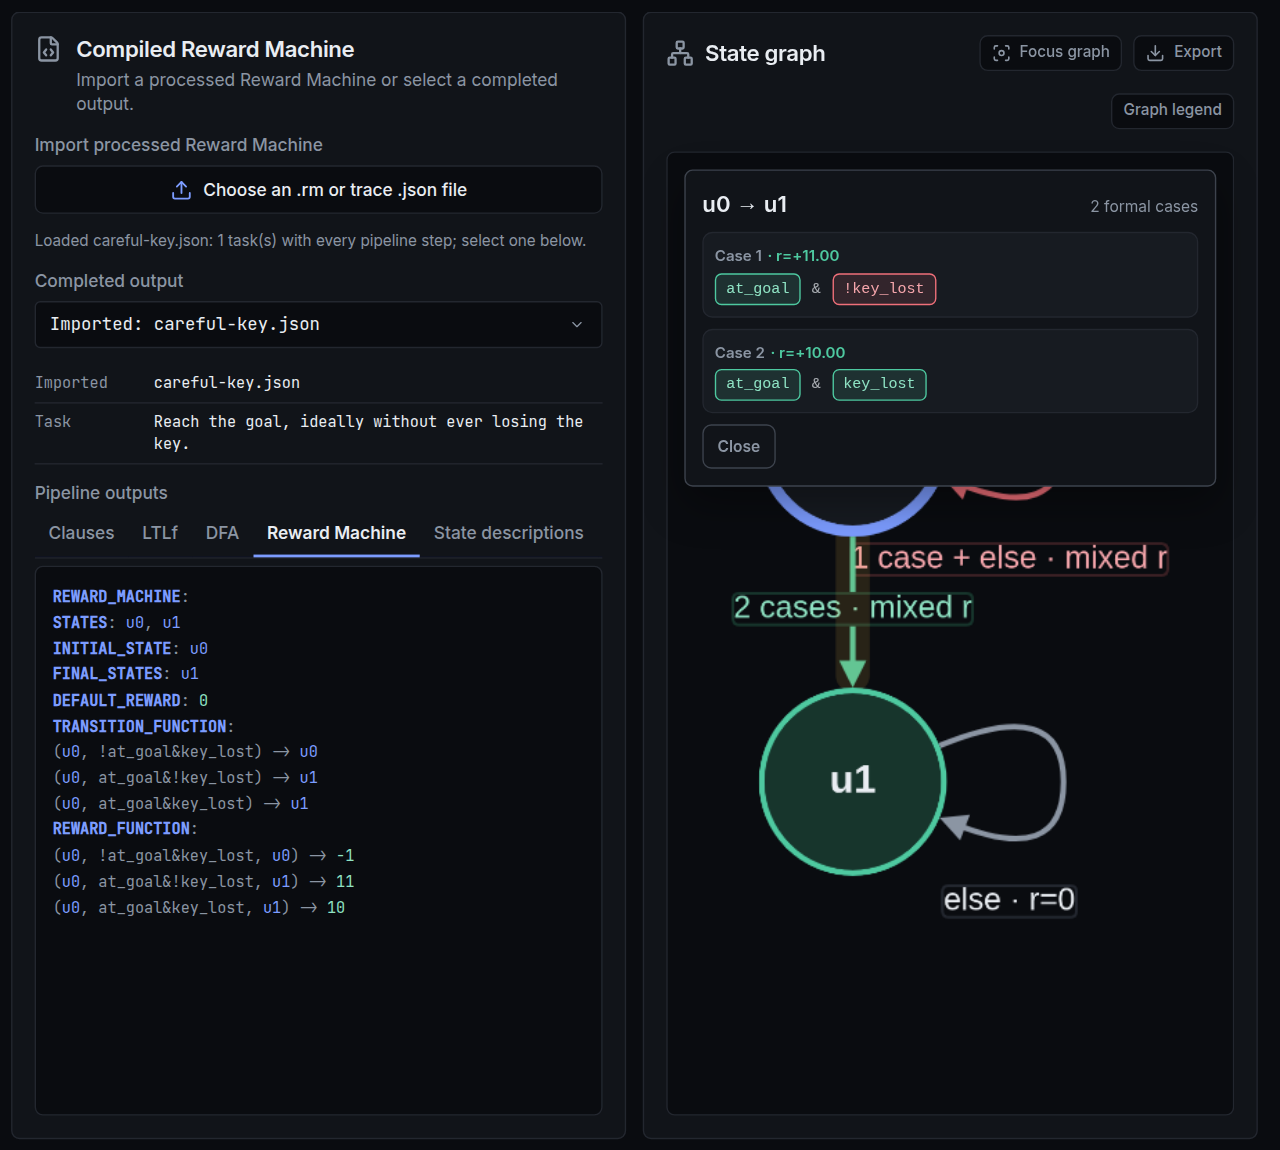 Compiled Reward Machine
Import a processed Reward Machine or select a completed
output.
Import processed Reward Machine
Choose an .rm or trace .json file
Loaded careful-key.json: 1 task(s) with every pipeline step; select one below.
Completed output
Imported: careful-key.json
Imported careful-key.json
Task Reach the goal, ideally without ever losing the
key.
Pipeline outputs
Clauses LTLf DFA Reward Machine State descriptions
REWARD_MACHINE:
STATES: u0, u1
INITIAL_STATE: u0
FINAL_STATES: u1
DEFAULT_REWARD: 0
TRANSITION_FUNCTION:
(u0, !at_goal&key_lost) → u0
(u0, at_goal&!key_lost) → u1
(u0, at_goal&key_lost) → u1
REWARD_FUNCTION:
(u0, !at_goal&key_lost, u0) → -1
(u0, at_goal&!key_lost, u1) → 11
(u0, at_goal&key_lost, u1) → 10
State graph
Focus graph
Export
Graph legend
u0 → u1
2 formal cases
Case 1 · r=+11.00
at_goal & !key_lost
Case 2 · r=+10.00
at_goal & key_lost
Close
1 case + else · mixed r
2 cases · mixed r
u1
else · r=0